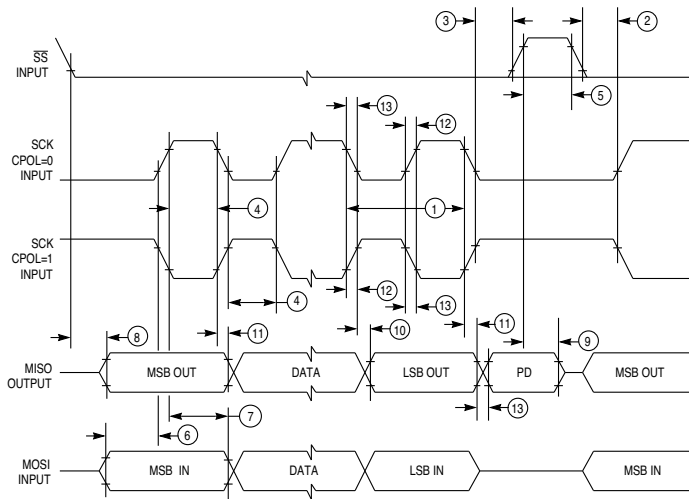 3
2
SS
INPUT
5
13
12
SCK
CPOL=0
INPUT
4
1
SCK
CPOL=1
INPUT
4
12
13
8
11
10
11
9
MISO
OUTPUT
MSB OUT
DATA
LSB OUT
PD
MSB OUT
7
13
6
MOSI
INPUT
MSB IN
DATA
LSB IN
MSB IN